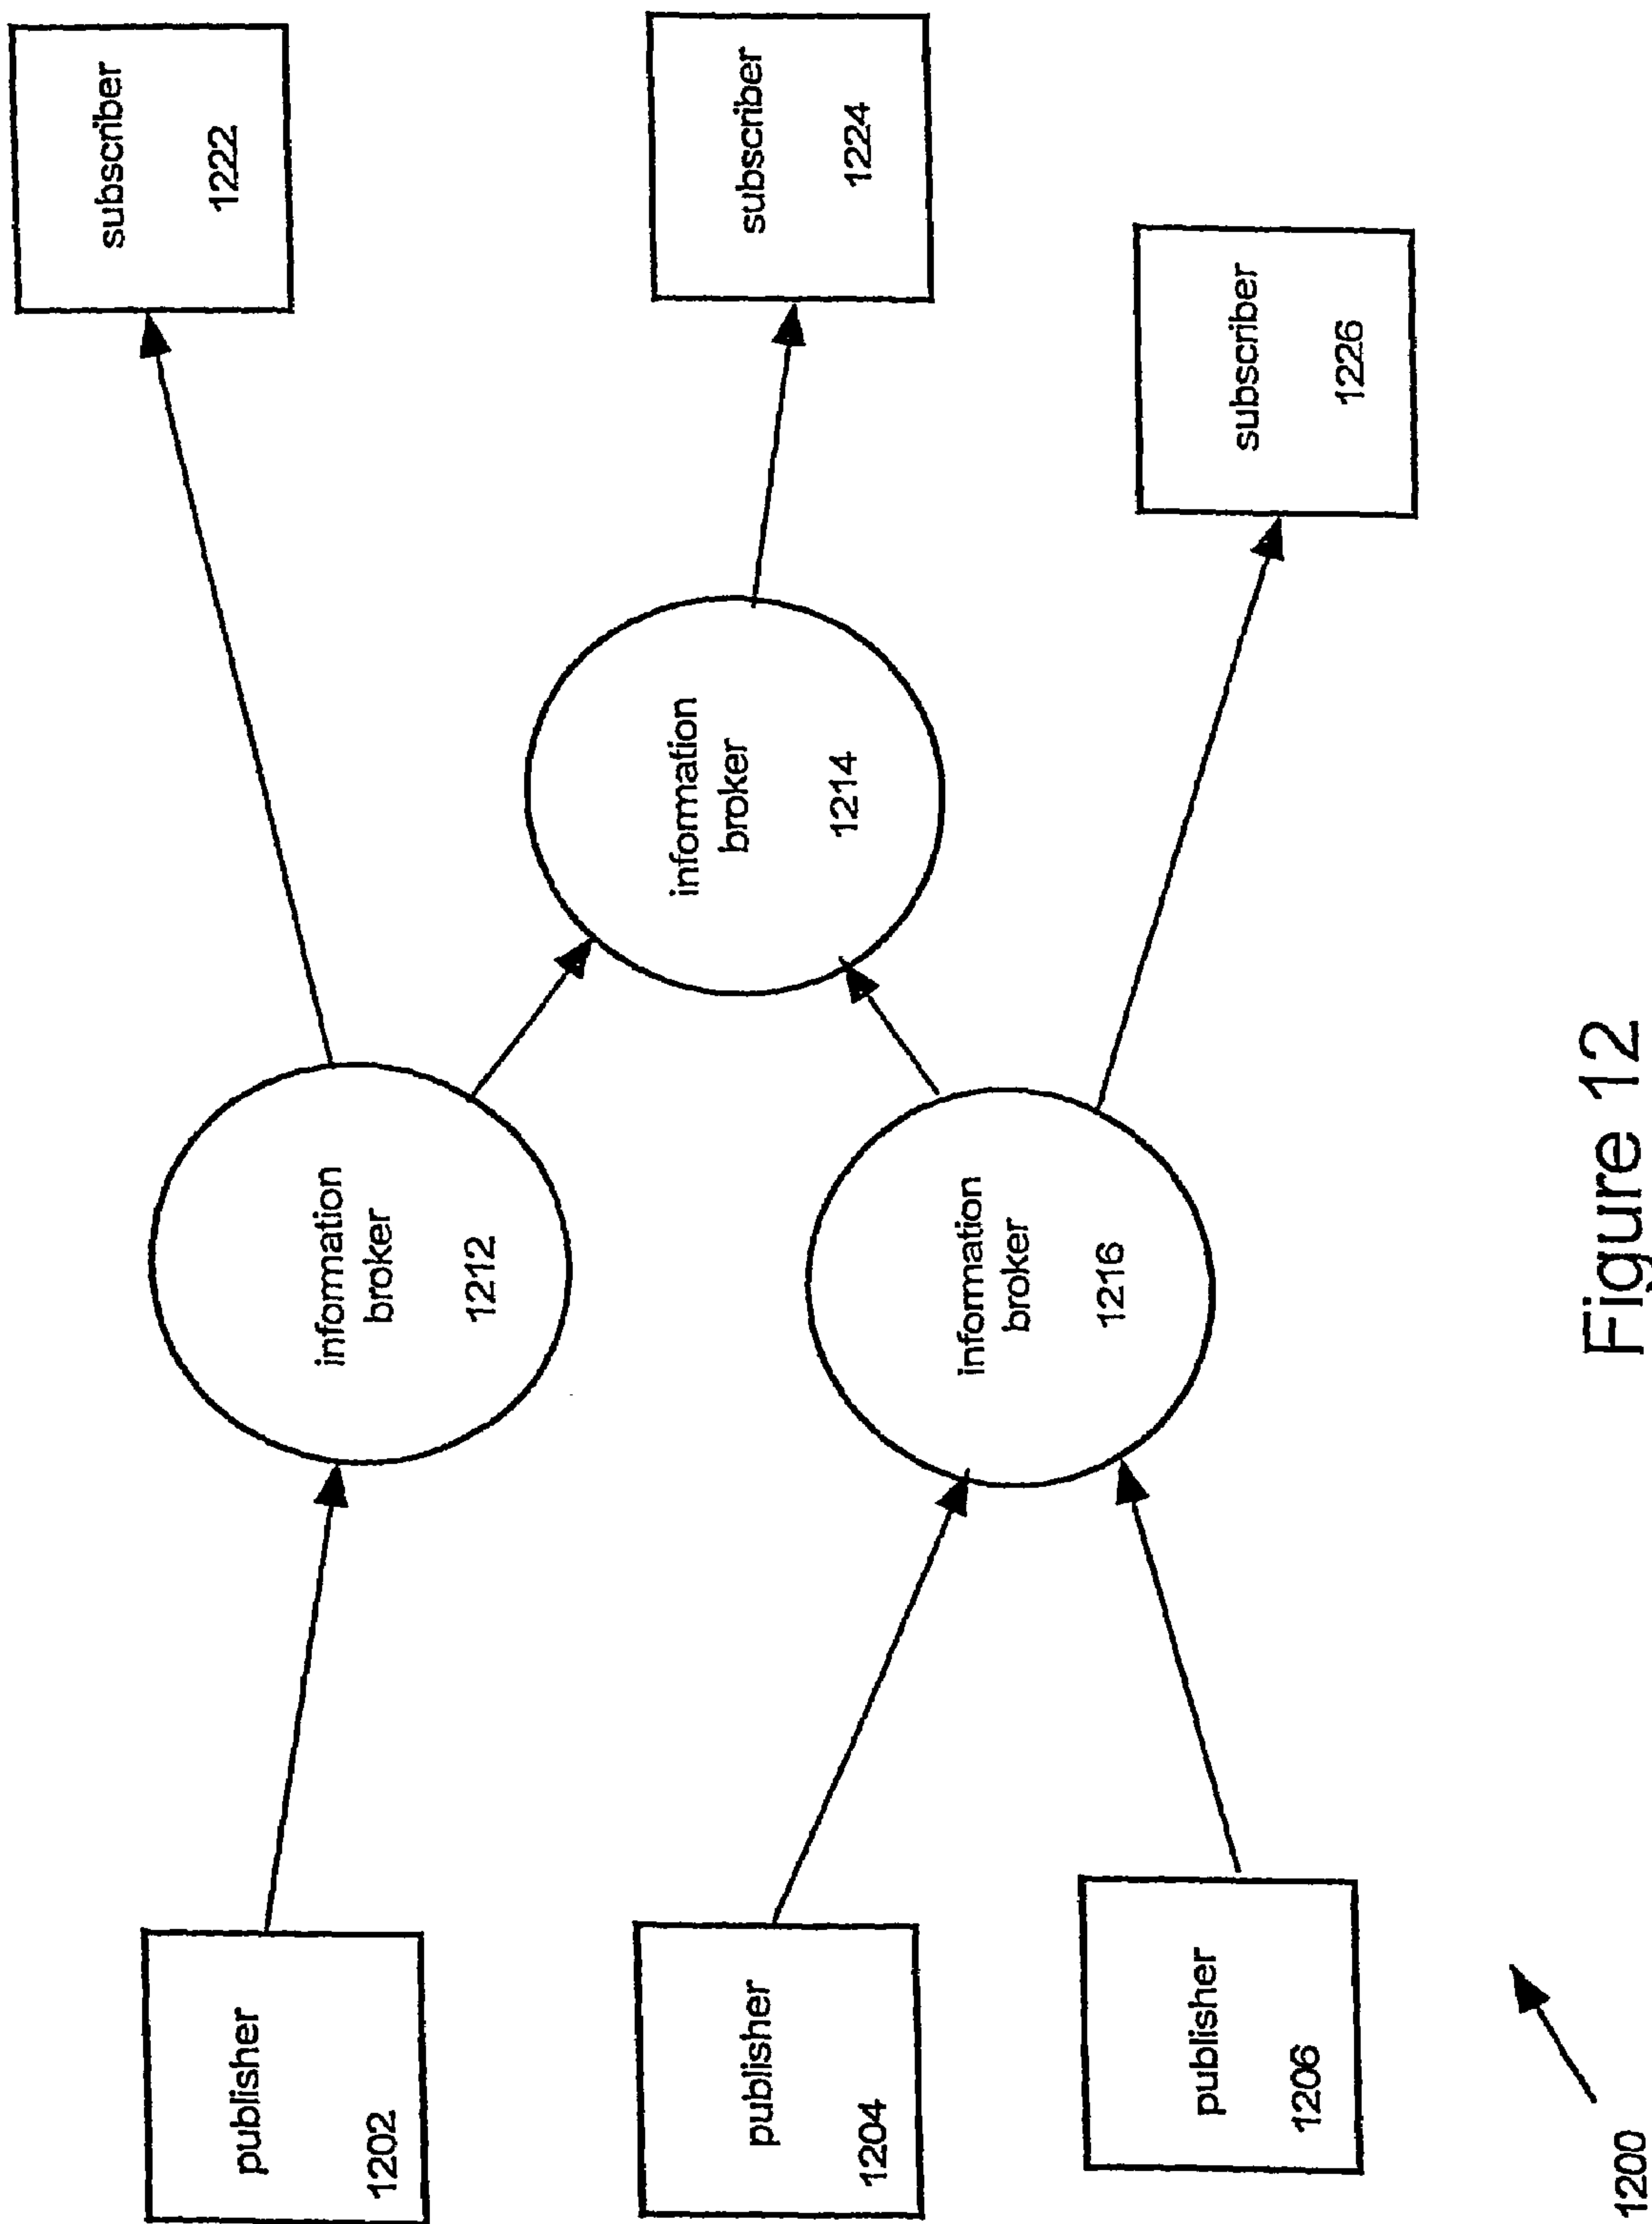 subscriber
1222
publisher
1202
information
broker
1212
subscriber
1224
information
broker
1214
publisher
1204
information
broker
1216
subscriber
1226
publisher
1206
1200
Figure 12